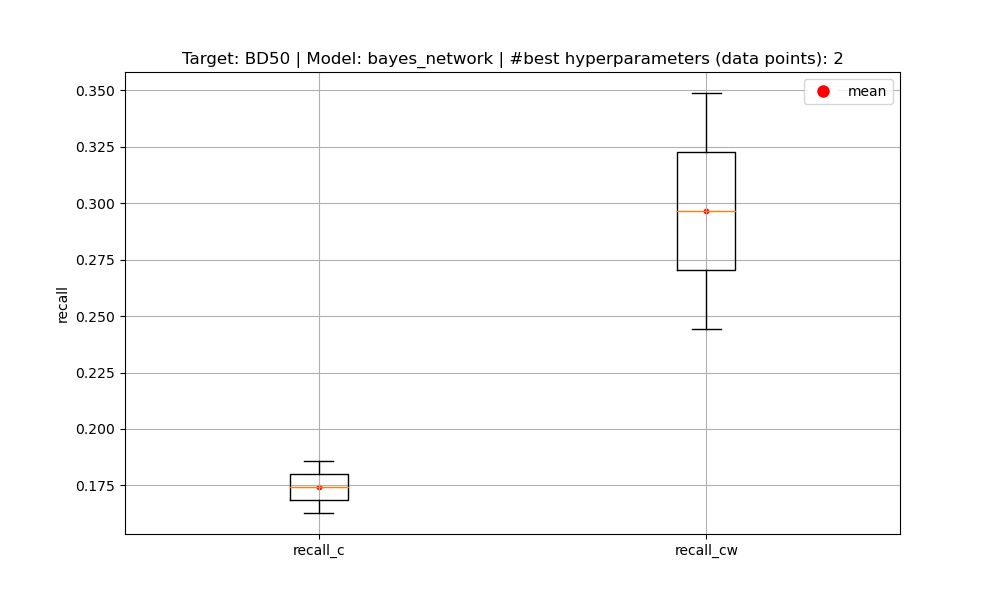 Target: BD50 | Model: bayes_network | #best hyperparameters (data points): 2
mean
0.350
0.325
0.300
0.275
0.250
0.225
0.200
0.175
recall
recall_c
recall_cw